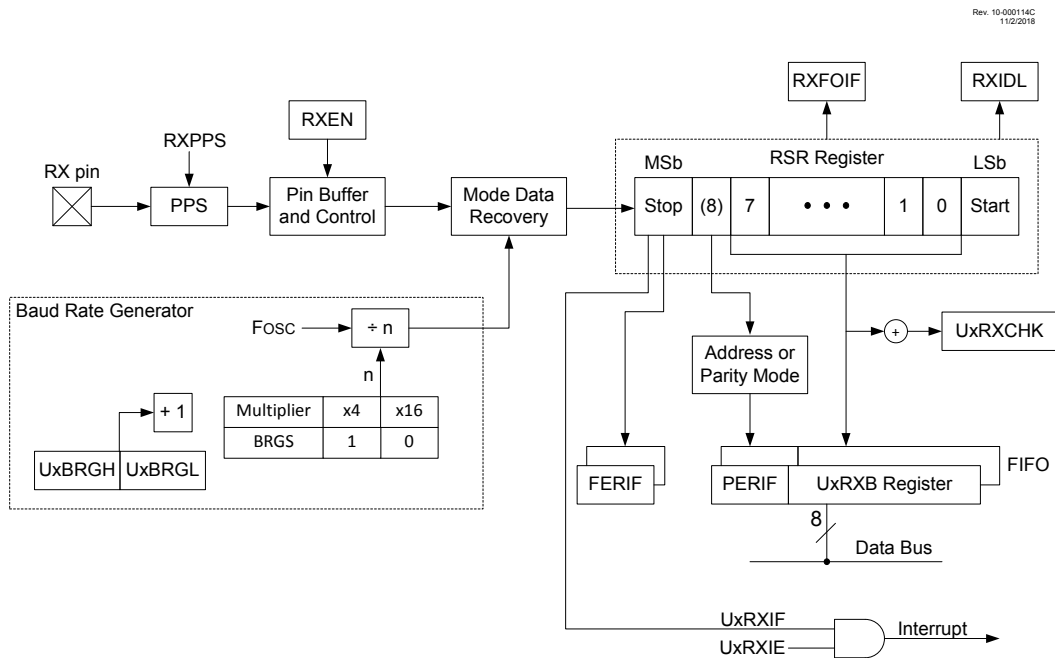 Rev. 10-000114C
11/2/2018
RXFOIF
RXIDL
RXEN
RXPPS
RX pin
PPS
Pin Buffer
and Control
Mode Data
Recovery
MSb
RSR Register
LSb
Stop (8) 7 • • • 1 0 Start
Baud Rate Generator
FOSC
÷ n
n
+ 1
Multiplier x4 x16
BRGS 1 0
UxBRGH UxBRGL
+
UxRXCHK
Address or
Parity Mode
FERIF
PERIF
UxRXB Register
FIFO
8
Data Bus
UxRXIF
UxRXIE
Interrupt